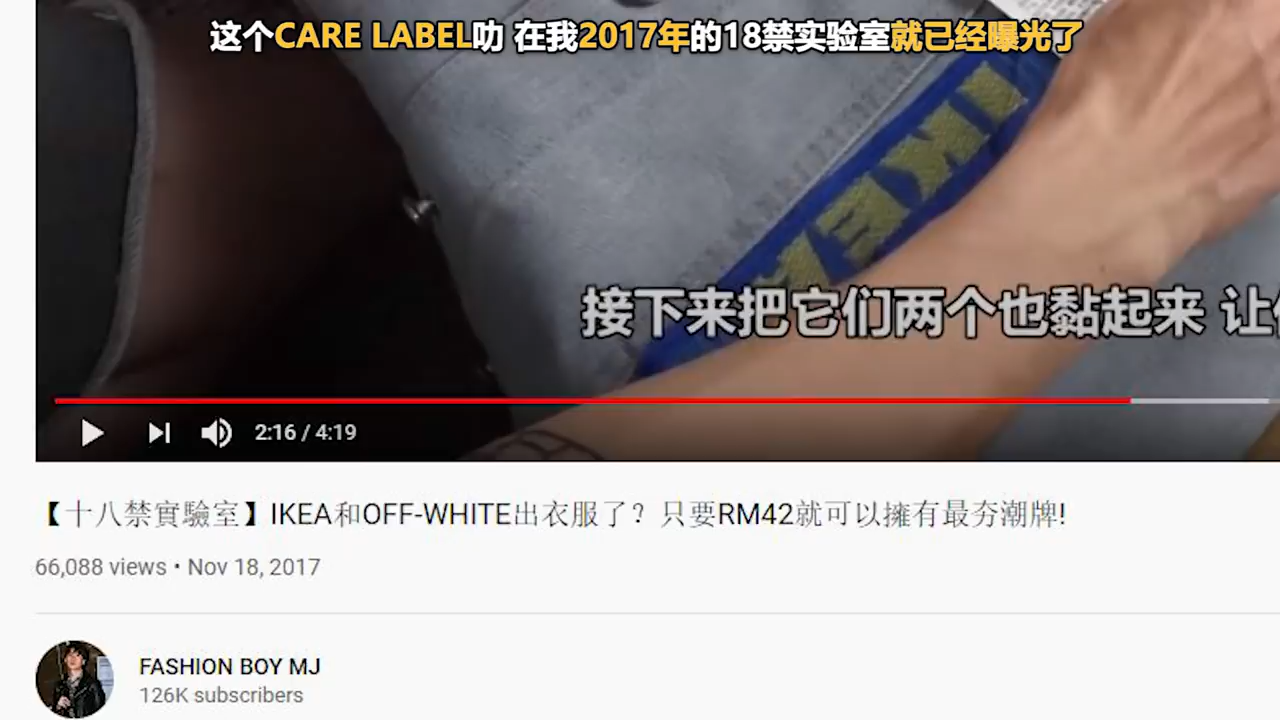 这个CARE LABEL叻 在我2017年的18禁实验室就已经曝光了
IKEA
接下来把它们两个也黏起来 让
2:16 / 4:19
【十八禁實驗室】IKEA和OFF-WHITE出衣服了？只要RM42就可以擁有最夯潮牌!
66,088 views • Nov 18, 2017
FASHION BOY MJ
126K subscribers